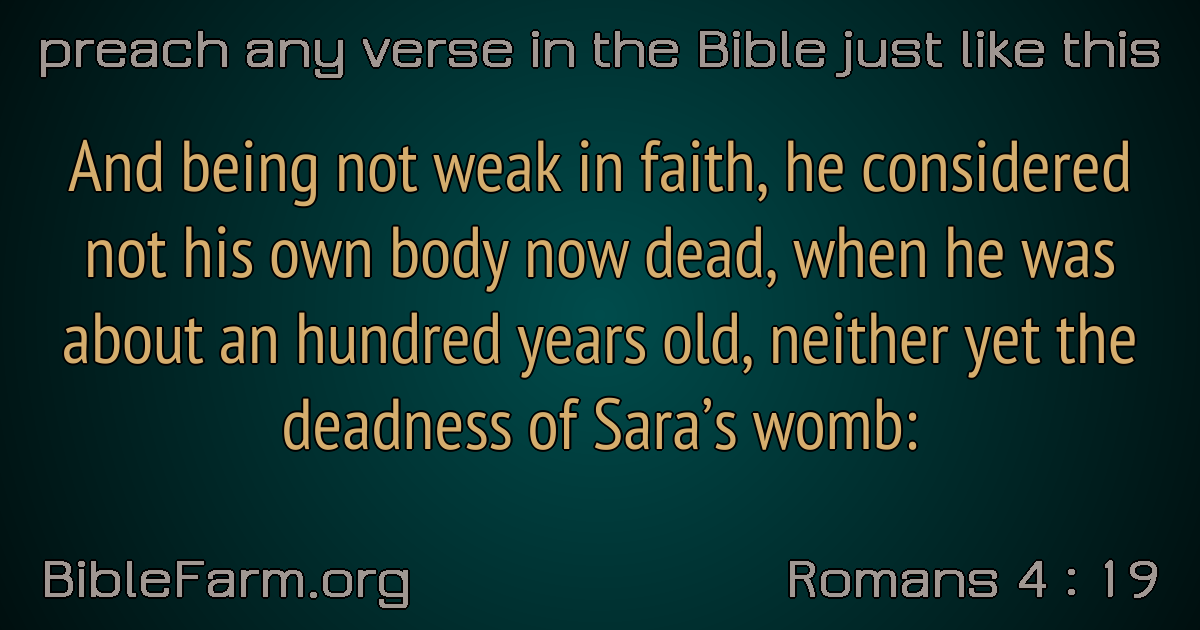 preach any verse in the Bible just like this
And being not weak in faith, he considered
not his own body now dead, when he was
about an hundred years old, neither yet the
deadness of Sara’s womb:
BibleFarm.org
Romans 4 : 19